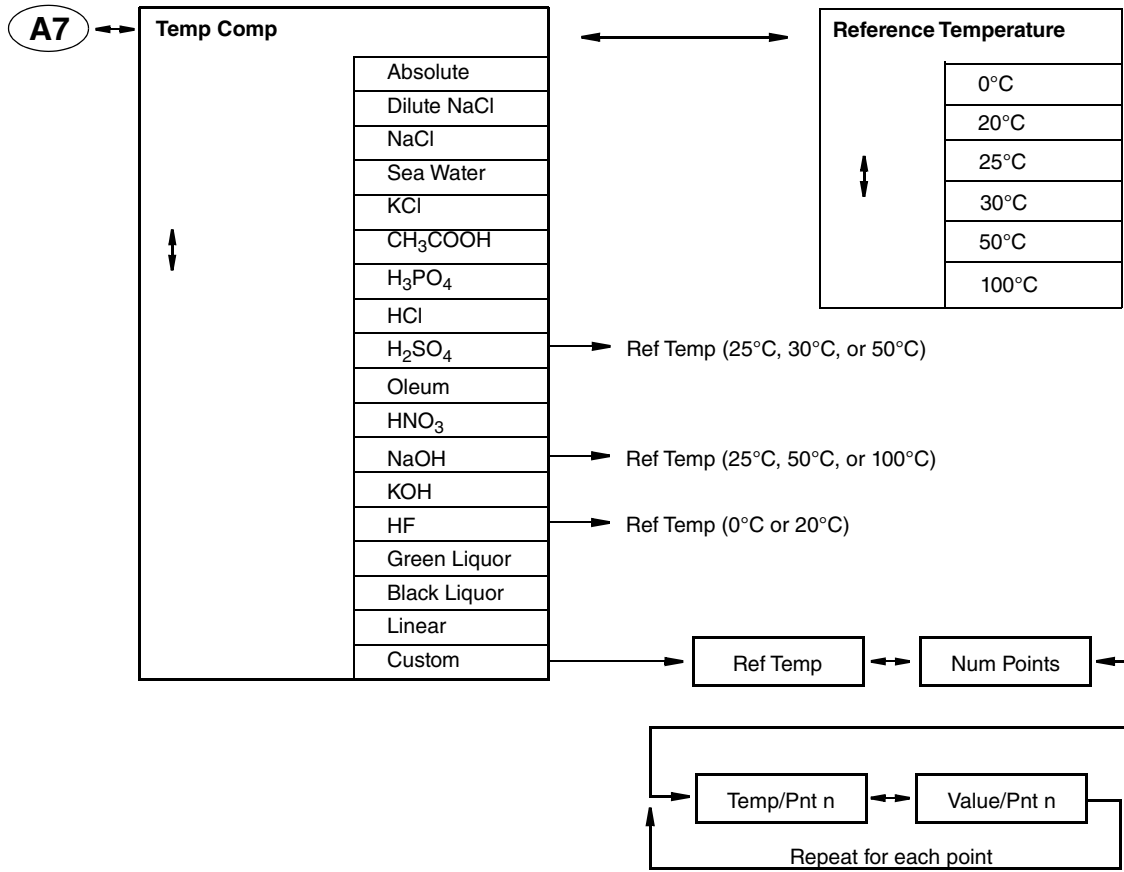 A7
Temp Comp
Absolute
Dilute NaCl
NaCl
Sea Water
KCl
CH₃COOH
H₃PO₄
HCl
H₂SO₄
Oleum
HNO₃
NaOH
KOH
HF
Green Liquor
Black Liquor
Linear
Custom
Reference Temperature
0°C
20°C
25°C
30°C
50°C
100°C
Ref Temp (25°C, 30°C, or 50°C)
Ref Temp (25°C, 50°C, or 100°C)
Ref Temp (0°C or 20°C)
Ref Temp
Num Points
Temp/Pnt n
Value/Pnt n
Repeat for each point